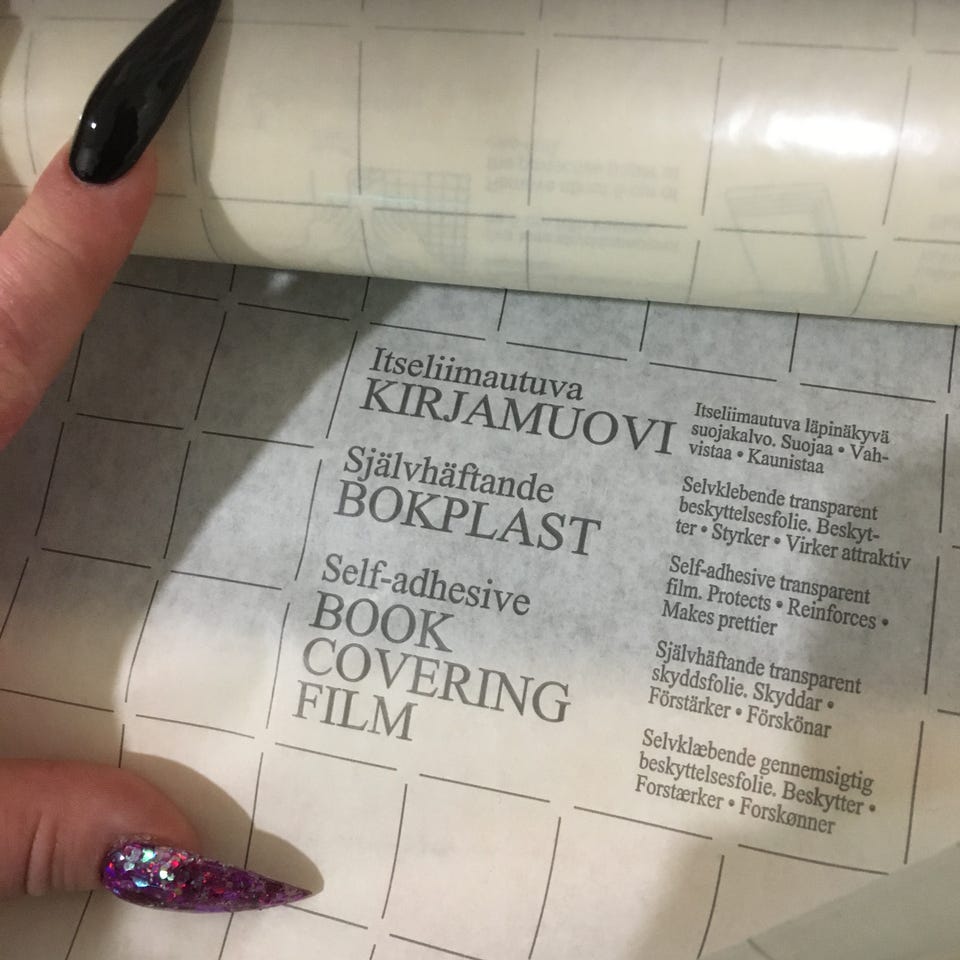 Itseliimautuva
KIRJAMUOVI
Självhäftande
BOKPLAST
Self-adhesive
BOOK
COVERING
FILM
Itseliimautuva läpinäkyvä
suojakalvo. Suojaa • Vah-
vistaa • Kaunistaa
Selvklebende transparent
beskyttelsesfolie. Beskyt-
ter • Styrker • Virker attraktiv
Self-adhesive transparent
film. Protects • Reinforces •
Makes prettier
Självhäftande transparent
skyddsfolie. Skyddar •
Förstärker • Förskönar
Selvklæbende gennemsigtig
beskyttelsesfolie. Beskytter •
Forstærker • Forskønner